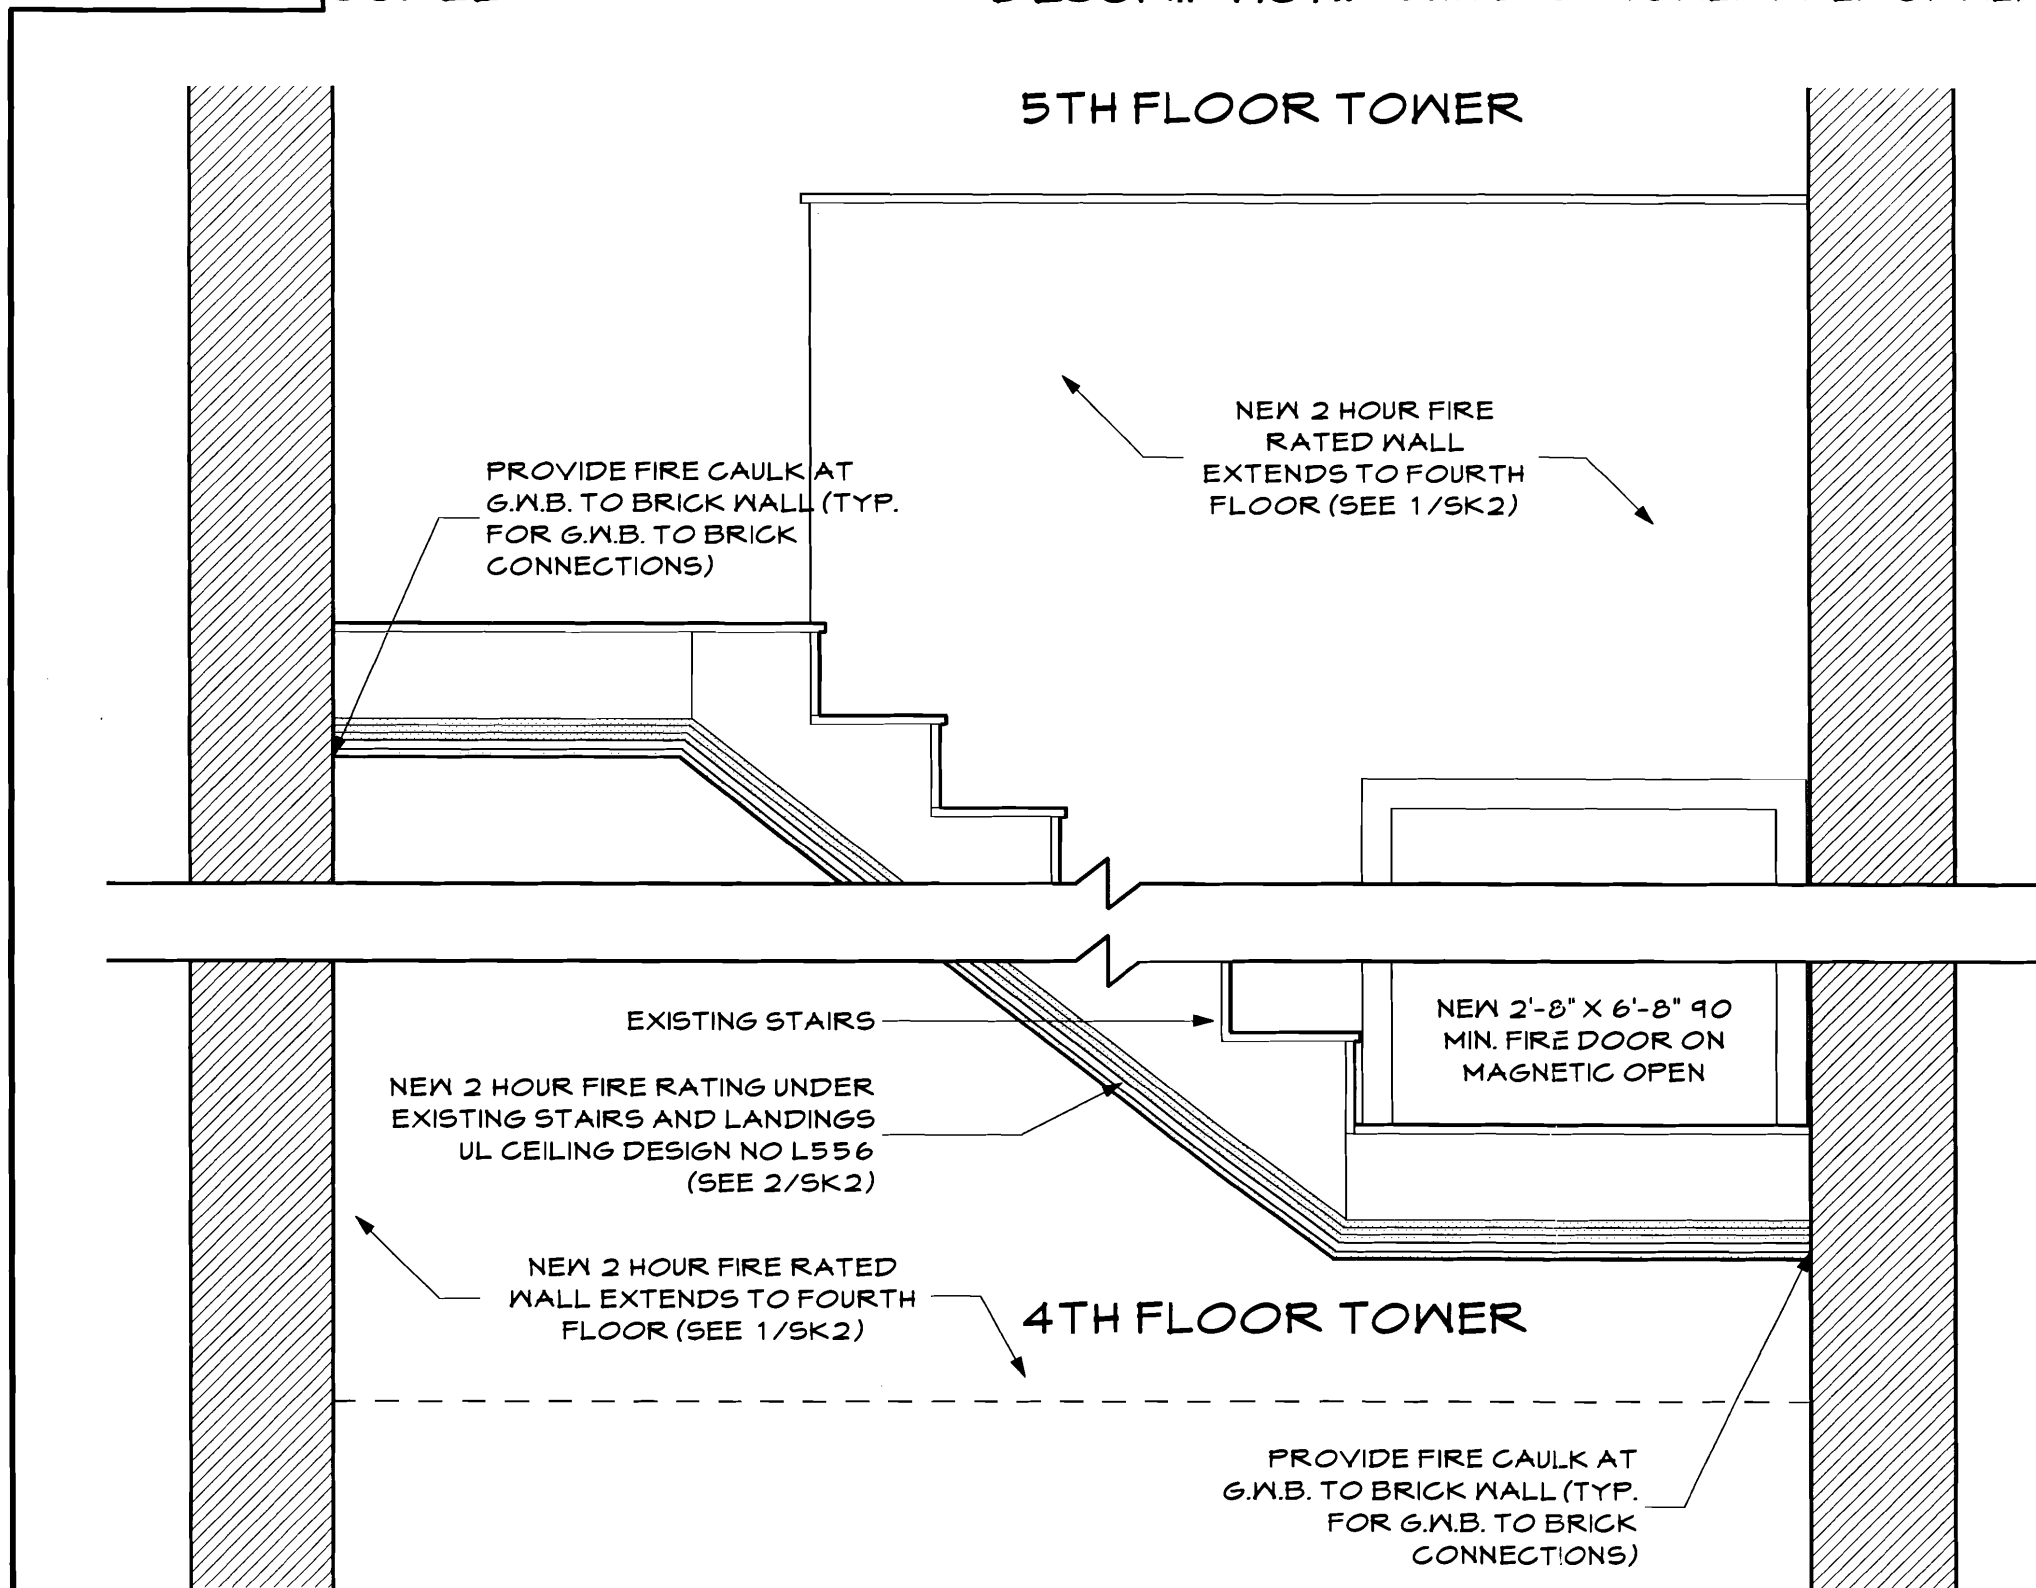 5TH FLOOR TOWER
NEW 2 HOUR FIRE
RATED WALL
EXTENDS TO FOURTH
FLOOR (SEE 1/SK2)
PROVIDE FIRE CAULK AT
G.W.B. TO BRICK WALL (TYP.
FOR G.W.B. TO BRICK
CONNECTIONS)
EXISTING STAIRS
NEW 2'-8" X 6'-8" 90
MIN. FIRE DOOR ON
MAGNETIC OPEN
NEW 2 HOUR FIRE RATING UNDER
EXISTING STAIRS AND LANDINGS
UL CEILING DESIGN NO L556
(SEE 2/SK2)
NEW 2 HOUR FIRE RATED
WALL EXTENDS TO FOURTH
FLOOR (SEE 1/SK2)
4TH FLOOR TOWER
PROVIDE FIRE CAULK AT
G.W.B. TO BRICK WALL (TYP.
FOR G.W.B. TO BRICK
CONNECTIONS)